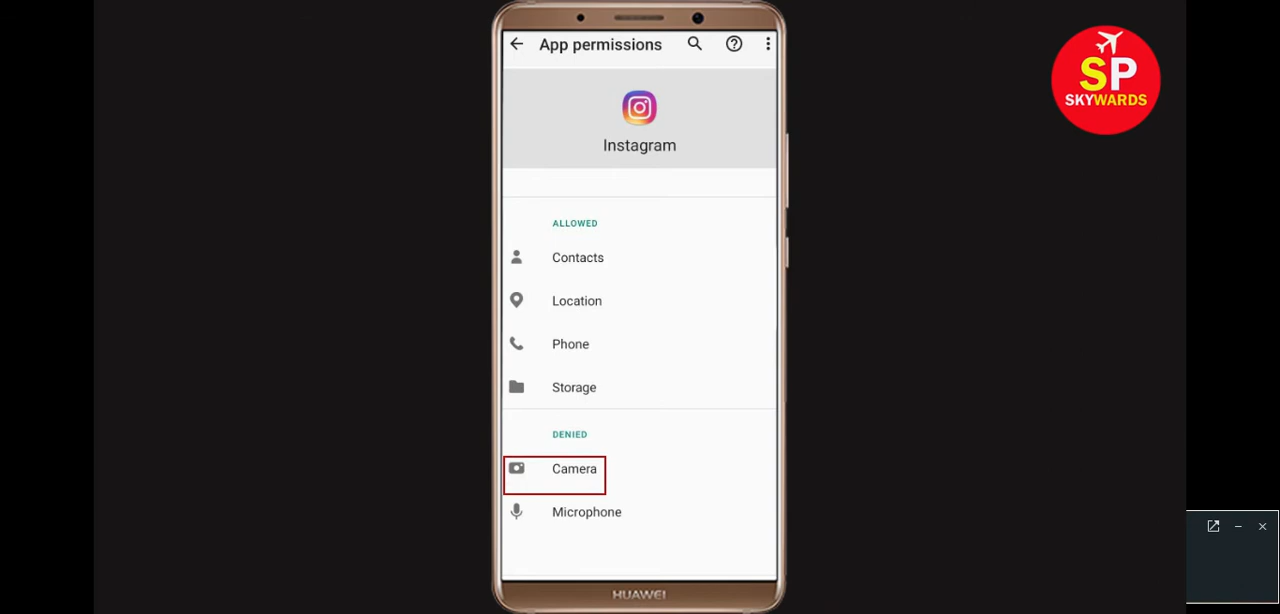 App permissions
SP
SKYWARDS
Instagram
ALLOWED
Contacts
Location
Phone
Storage
DENIED
Camera
Microphone
HUAWEI